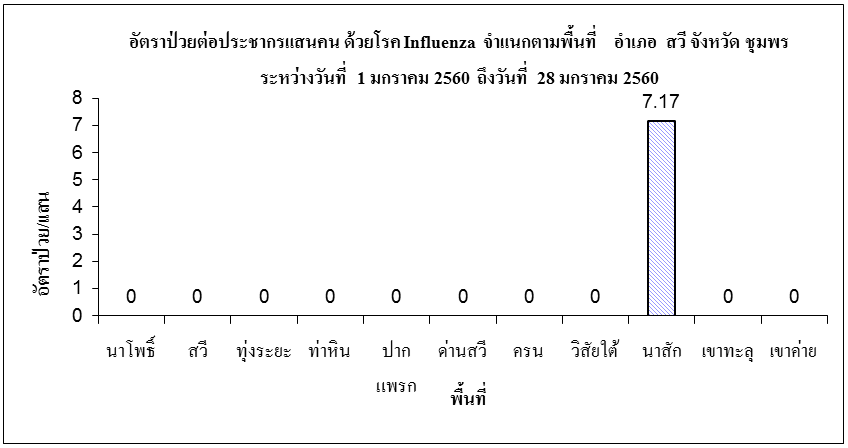 อัตราป่วยต่อประชากรแสนคน ด้วยโรค Influenza จำแนกตามพื้นที่ อำเภอ สวี จังหวัด ชุมพร
ระหว่างวันที่ 1 มกราคม 2560 ถึงวันที่ 28 มกราคม 2560
อัตราป่วย/แสน
8
7
6
5
4
3
2
1
0
0 0 0 0 0 0 0 0 7.17 0 0
นาโพธิ์ สวี ทุ่งระยะ ท่าหิน ปาก ด่านสวี ครน วิสัยใต้ นาสัก เขาทะลุ เขาค่าย
แพรก
พื้นที่